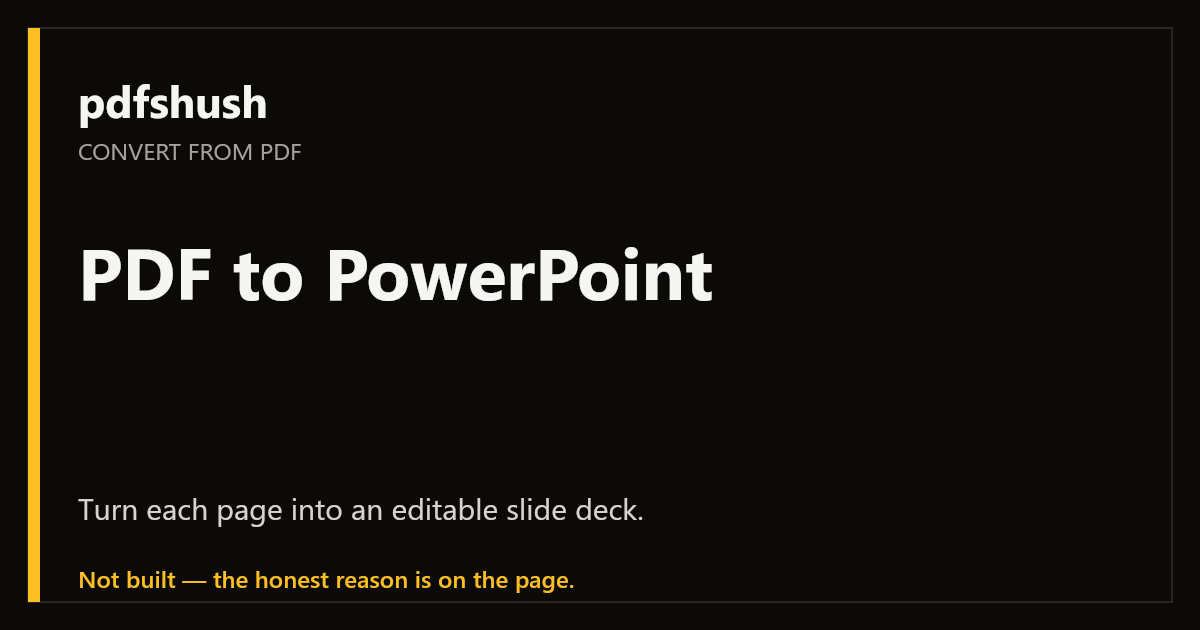 pdfshush
CONVERT FROM PDF
PDF to PowerPoint
Turn each page into an editable slide deck.
Not built — the honest reason is on the page.